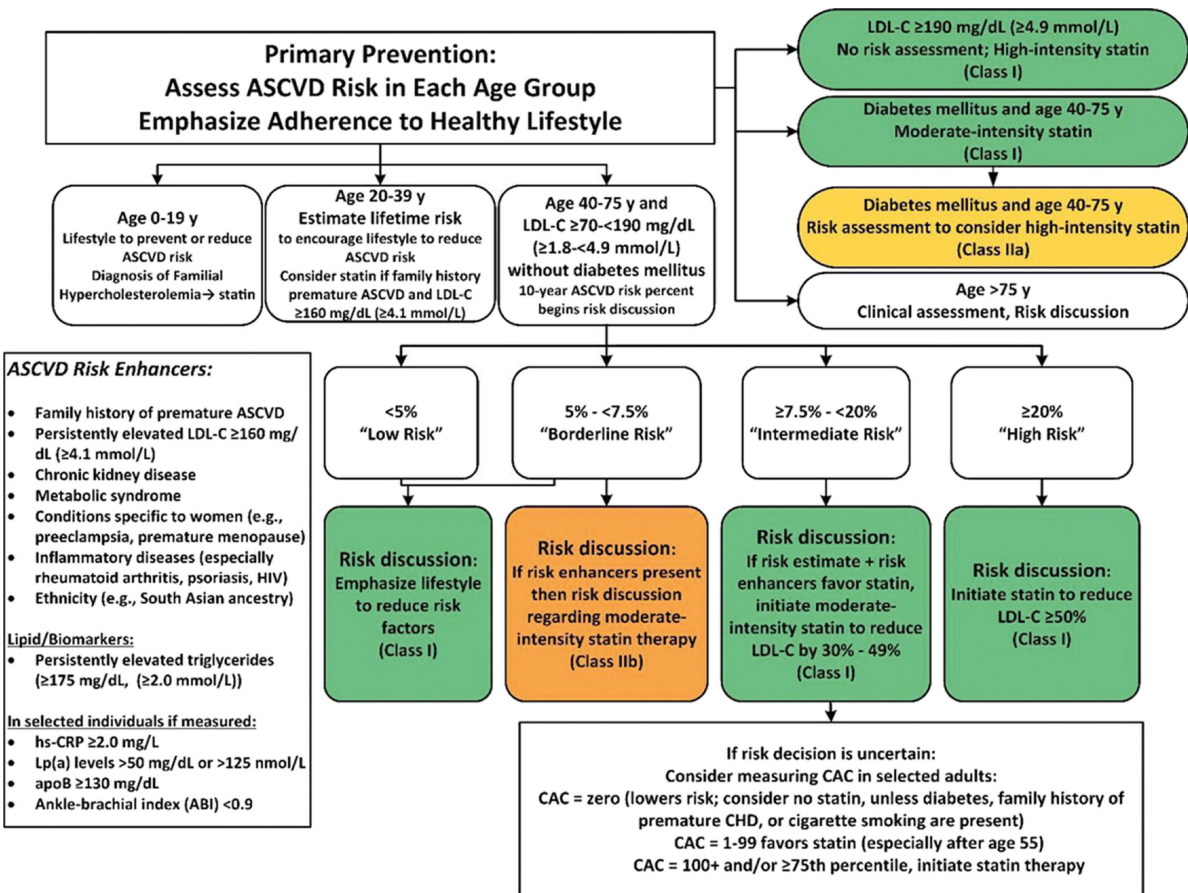 Primary Prevention:
Assess ASCVD Risk in Each Age Group
Emphasize Adherence to Healthy Lifestyle
LDL-C ≥190 mg/dL (≥4.9 mmol/L)
No risk assessment; High-intensity statin
(Class I)
Diabetes mellitus and age 40-75 y
Moderate-intensity statin
(Class I)
Diabetes mellitus and age 40-75 y
Risk assessment to consider high-intensity statin
(Class IIa)
Age >75 y
Clinical assessment, Risk discussion
Age 0-19 y
Lifestyle to prevent or reduce
ASCVD risk
Diagnosis of Familial
Hypercholesterolemia→ statin
Age 20-39 y
Estimate lifetime risk
to encourage lifestyle to reduce
ASCVD risk
Consider statin if family history
premature ASCVD and LDL-C
≥160 mg/dL (≥4.1 mmol/L)
Age 40-75 y and
LDL-C ≥70-<190 mg/dL
(≥1.8-<4.9 mmol/L)
without diabetes mellitus
10-year ASCVD risk percent
begins risk discussion
ASCVD Risk Enhancers:
• Family history of premature ASCVD
• Persistently elevated LDL-C ≥160 mg/
dL (≥4.1 mmol/L)
• Chronic kidney disease
• Metabolic syndrome
• Conditions specific to women (e.g.,
preeclampsia, premature menopause)
• Inflammatory diseases (especially
rheumatoid arthritis, psoriasis, HIV)
• Ethnicity (e.g., South Asian ancestry)
Lipid/Biomarkers:
• Persistently elevated triglycerides
(≥175 mg/dL, (≥2.0 mmol/L))
In selected individuals if measured:
• hs-CRP ≥2.0 mg/L
• Lp(a) levels >50 mg/dL or >125 nmol/L
• apoB ≥130 mg/dL
• Ankle-brachial index (ABI) <0.9
<5%
"Low Risk"
5% - <7.5%
"Borderline Risk"
≥7.5% - <20%
"Intermediate Risk"
≥20%
"High Risk"
Risk discussion:
Emphasize lifestyle
to reduce risk
factors
(Class I)
Risk discussion:
If risk enhancers present
then risk discussion
regarding moderate-
intensity statin therapy
(Class IIb)
Risk discussion:
If risk estimate + risk
enhancers favor statin,
initiate moderate-
intensity statin to reduce
LDL-C by 30% - 49%
(Class I)
Risk discussion:
Initiate statin to reduce
LDL-C ≥50%
(Class I)
If risk decision is uncertain:
Consider measuring CAC in selected adults:
CAC = zero (lowers risk; consider no statin, unless diabetes, family history of
premature CHD, or cigarette smoking are present)
CAC = 1-99 favors statin (especially after age 55)
CAC = 100+ and/or ≥75th percentile, initiate statin therapy